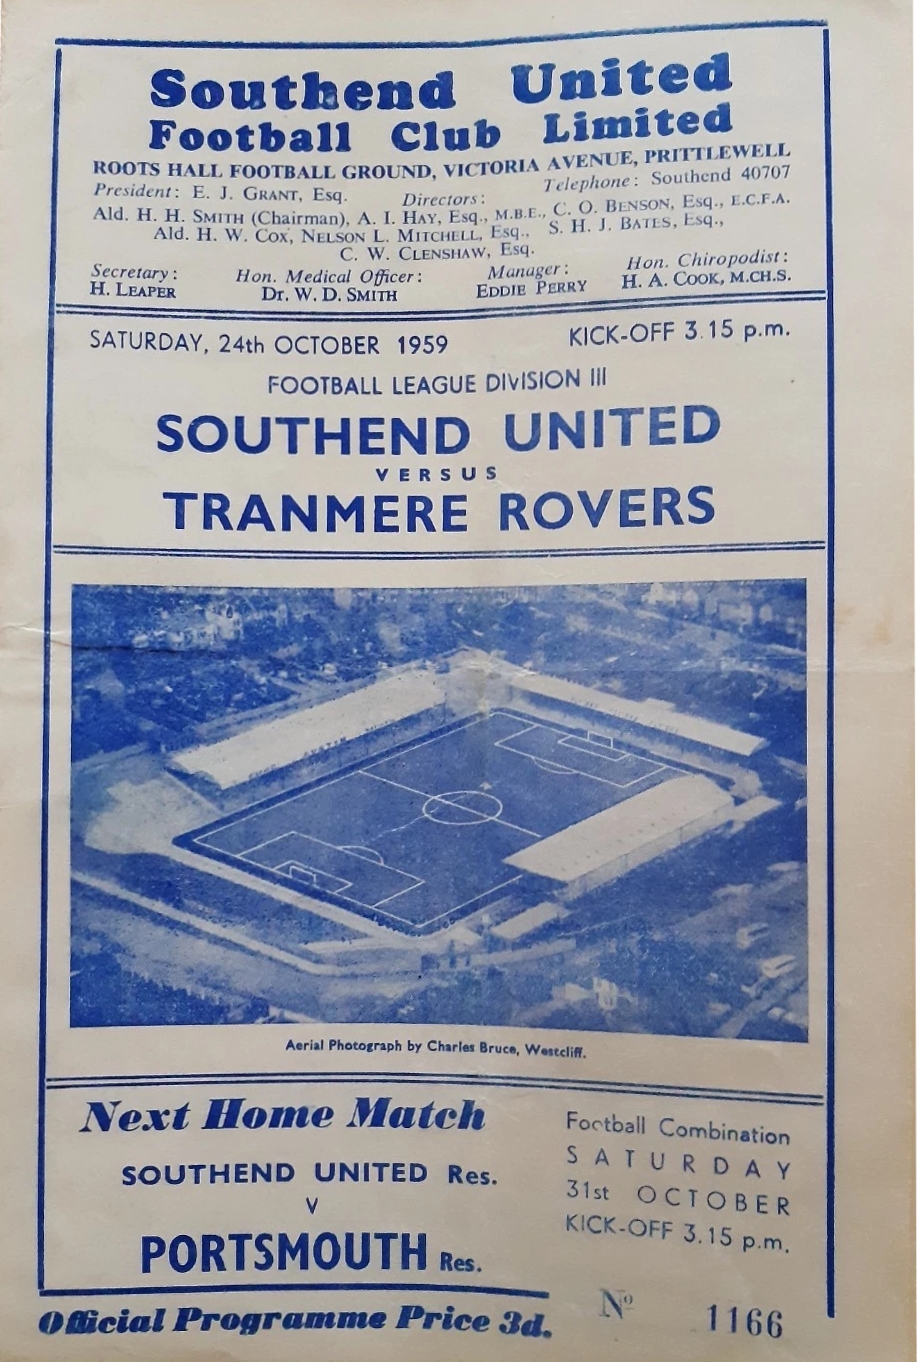 Southend United
Football Club Limited
ROOTS HALL FOOTBALL GROUND, VICTORIA AVENUE, PRITTLEWELL
President: E. J. GRANT, Esq. Directors: Telephone: Southend 40707
Ald. H. H. SMITH (Chairman), A. I. HAY, Esq., M.B.E., C. O. BENSON, Esq., E.C.F.A.
Ald. H. W. COX, NELSON L. MITCHELL, Esq., S. H. J. BATES, Esq.,
C. W. CLENSHAW, Esq.
Secretary: Hon. Medical Officer: Manager: Hon. Chiropodist:
H. LEAPER Dr. W. D. SMITH EDDIE PERRY H. A. COOK, M.CH.S.
SATURDAY, 24th OCTOBER 1959 KICK-OFF 3.15 p.m.
FOOTBALL LEAGUE DIVISION III
SOUTHEND UNITED
VERSUS
TRANMERE ROVERS
Aerial Photograph by Charles Bruce, Westcliff.
Next Home Match
SOUTHEND UNITED Res.
V
PORTSMOUTH Res.
Football Combination
SATURDAY
31st OCTOBER
KICK-OFF 3.15 p.m.
Official Programme Price 3d.
Nº 1166